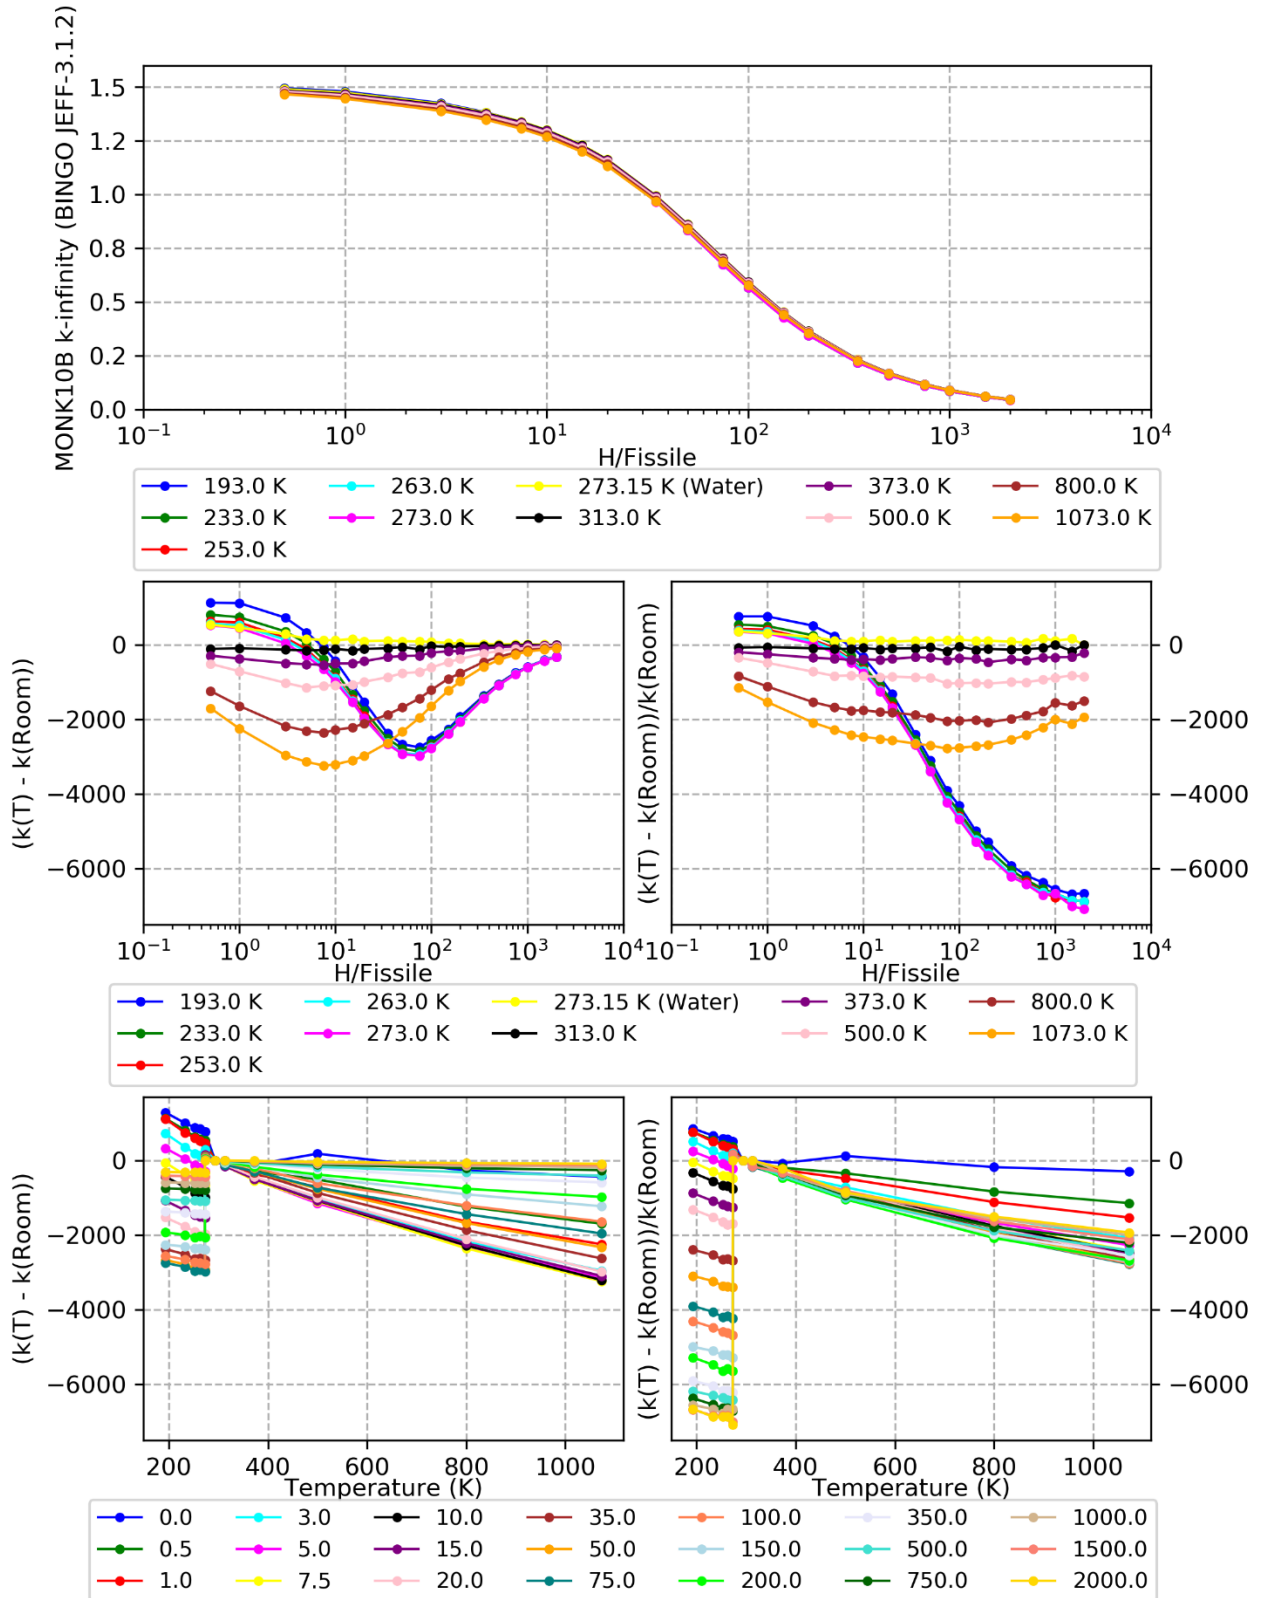 MONK10B k-infinity (BINGO JEFF-3.1.2)
1.5
1.2
1.0
0.8
0.5
0.2
0.0
10⁻¹ 10⁰ 10¹ 10² 10³ 10⁴
H/Fissile
193.0 K 263.0 K 273.15 K (Water) 373.0 K 800.0 K
233.0 K 273.0 K 313.0 K 500.0 K 1073.0 K
253.0 K
(k(T) - k(Room))
0
−2000
−4000
−6000
10⁻¹ 10⁰ 10¹ 10² 10³ 10⁴
H/Fissile
(k(T) - k(Room))/k(Room)
0
−2000
−4000
−6000
10⁻¹ 10⁰ 10¹ 10² 10³ 10⁴
H/Fissile
193.0 K 263.0 K 273.15 K (Water) 373.0 K 800.0 K
233.0 K 273.0 K 313.0 K 500.0 K 1073.0 K
253.0 K
(k(T) - k(Room))
0
−2000
−4000
−6000
200 400 600 800 1000
Temperature (K)
(k(T) - k(Room))/k(Room)
0
−2000
−4000
−6000
200 400 600 800 1000
Temperature (K)
0.0 3.0 10.0 35.0 100.0 350.0 1000.0
0.5 5.0 15.0 50.0 150.0 500.0 1500.0
1.0 7.5 20.0 75.0 200.0 750.0 2000.0